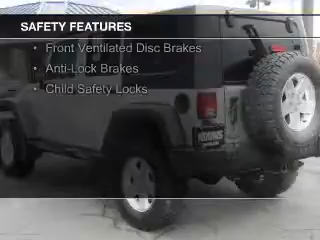 SAFETY FEATURES
• Front Ventilated Disc Brakes
• Anti-Lock Brakes
• Child Safety Locks